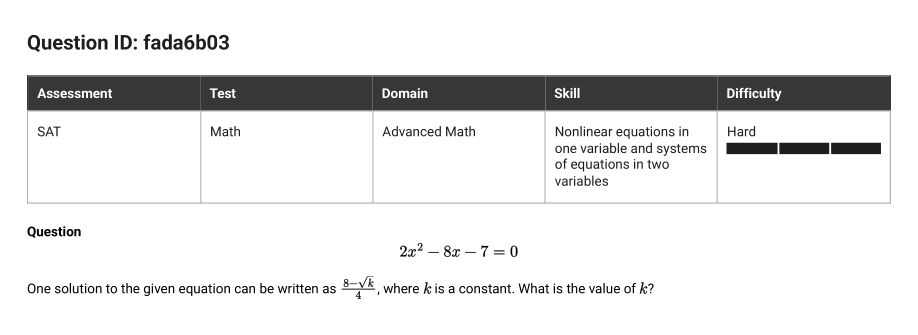 Question ID: fada6b03
Assessment Test Domain Skill Difficulty
SAT Math Advanced Math Nonlinear equations in Hard
one variable and systems
of equations in two
variables
Question
2x² − 8x − 7 = 0
One solution to the given equation can be written as (8−√k)/4, where k is a constant. What is the value of k?